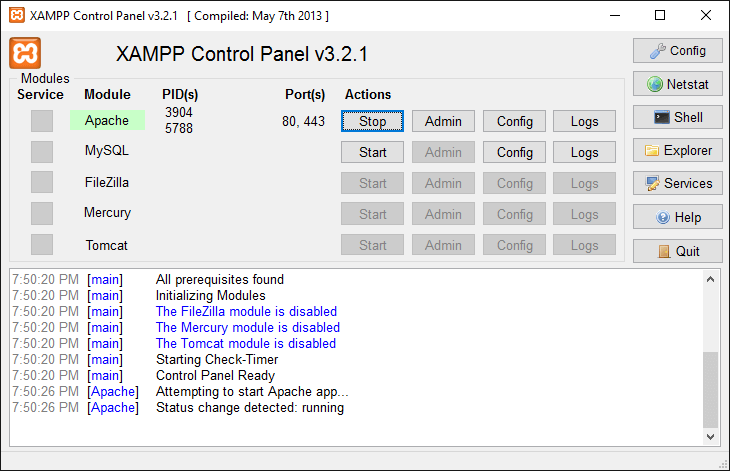 XAMPP Control Panel v3.2.1 [ Compiled: May 7th 2013 ]
XAMPP Control Panel v3.2.1
Config
Modules
Service Module PID(s) Port(s) Actions
Netstat
Apache 3904 5788 80, 443 Stop Admin Config Logs
Shell
MySQL Start Admin Config Logs
Explorer
FileZilla Start Admin Config Logs
Services
Mercury Start Admin Config Logs
Help
Tomcat Start Admin Config Logs
Quit
7:50:20 PM [main] All prerequisites found
7:50:20 PM [main] Initializing Modules
7:50:20 PM [main] The FileZilla module is disabled
7:50:20 PM [main] The Mercury module is disabled
7:50:20 PM [main] The Tomcat module is disabled
7:50:20 PM [main] Starting Check-Timer
7:50:20 PM [main] Control Panel Ready
7:50:26 PM [Apache] Attempting to start Apache app...
7:50:26 PM [Apache] Status change detected: running